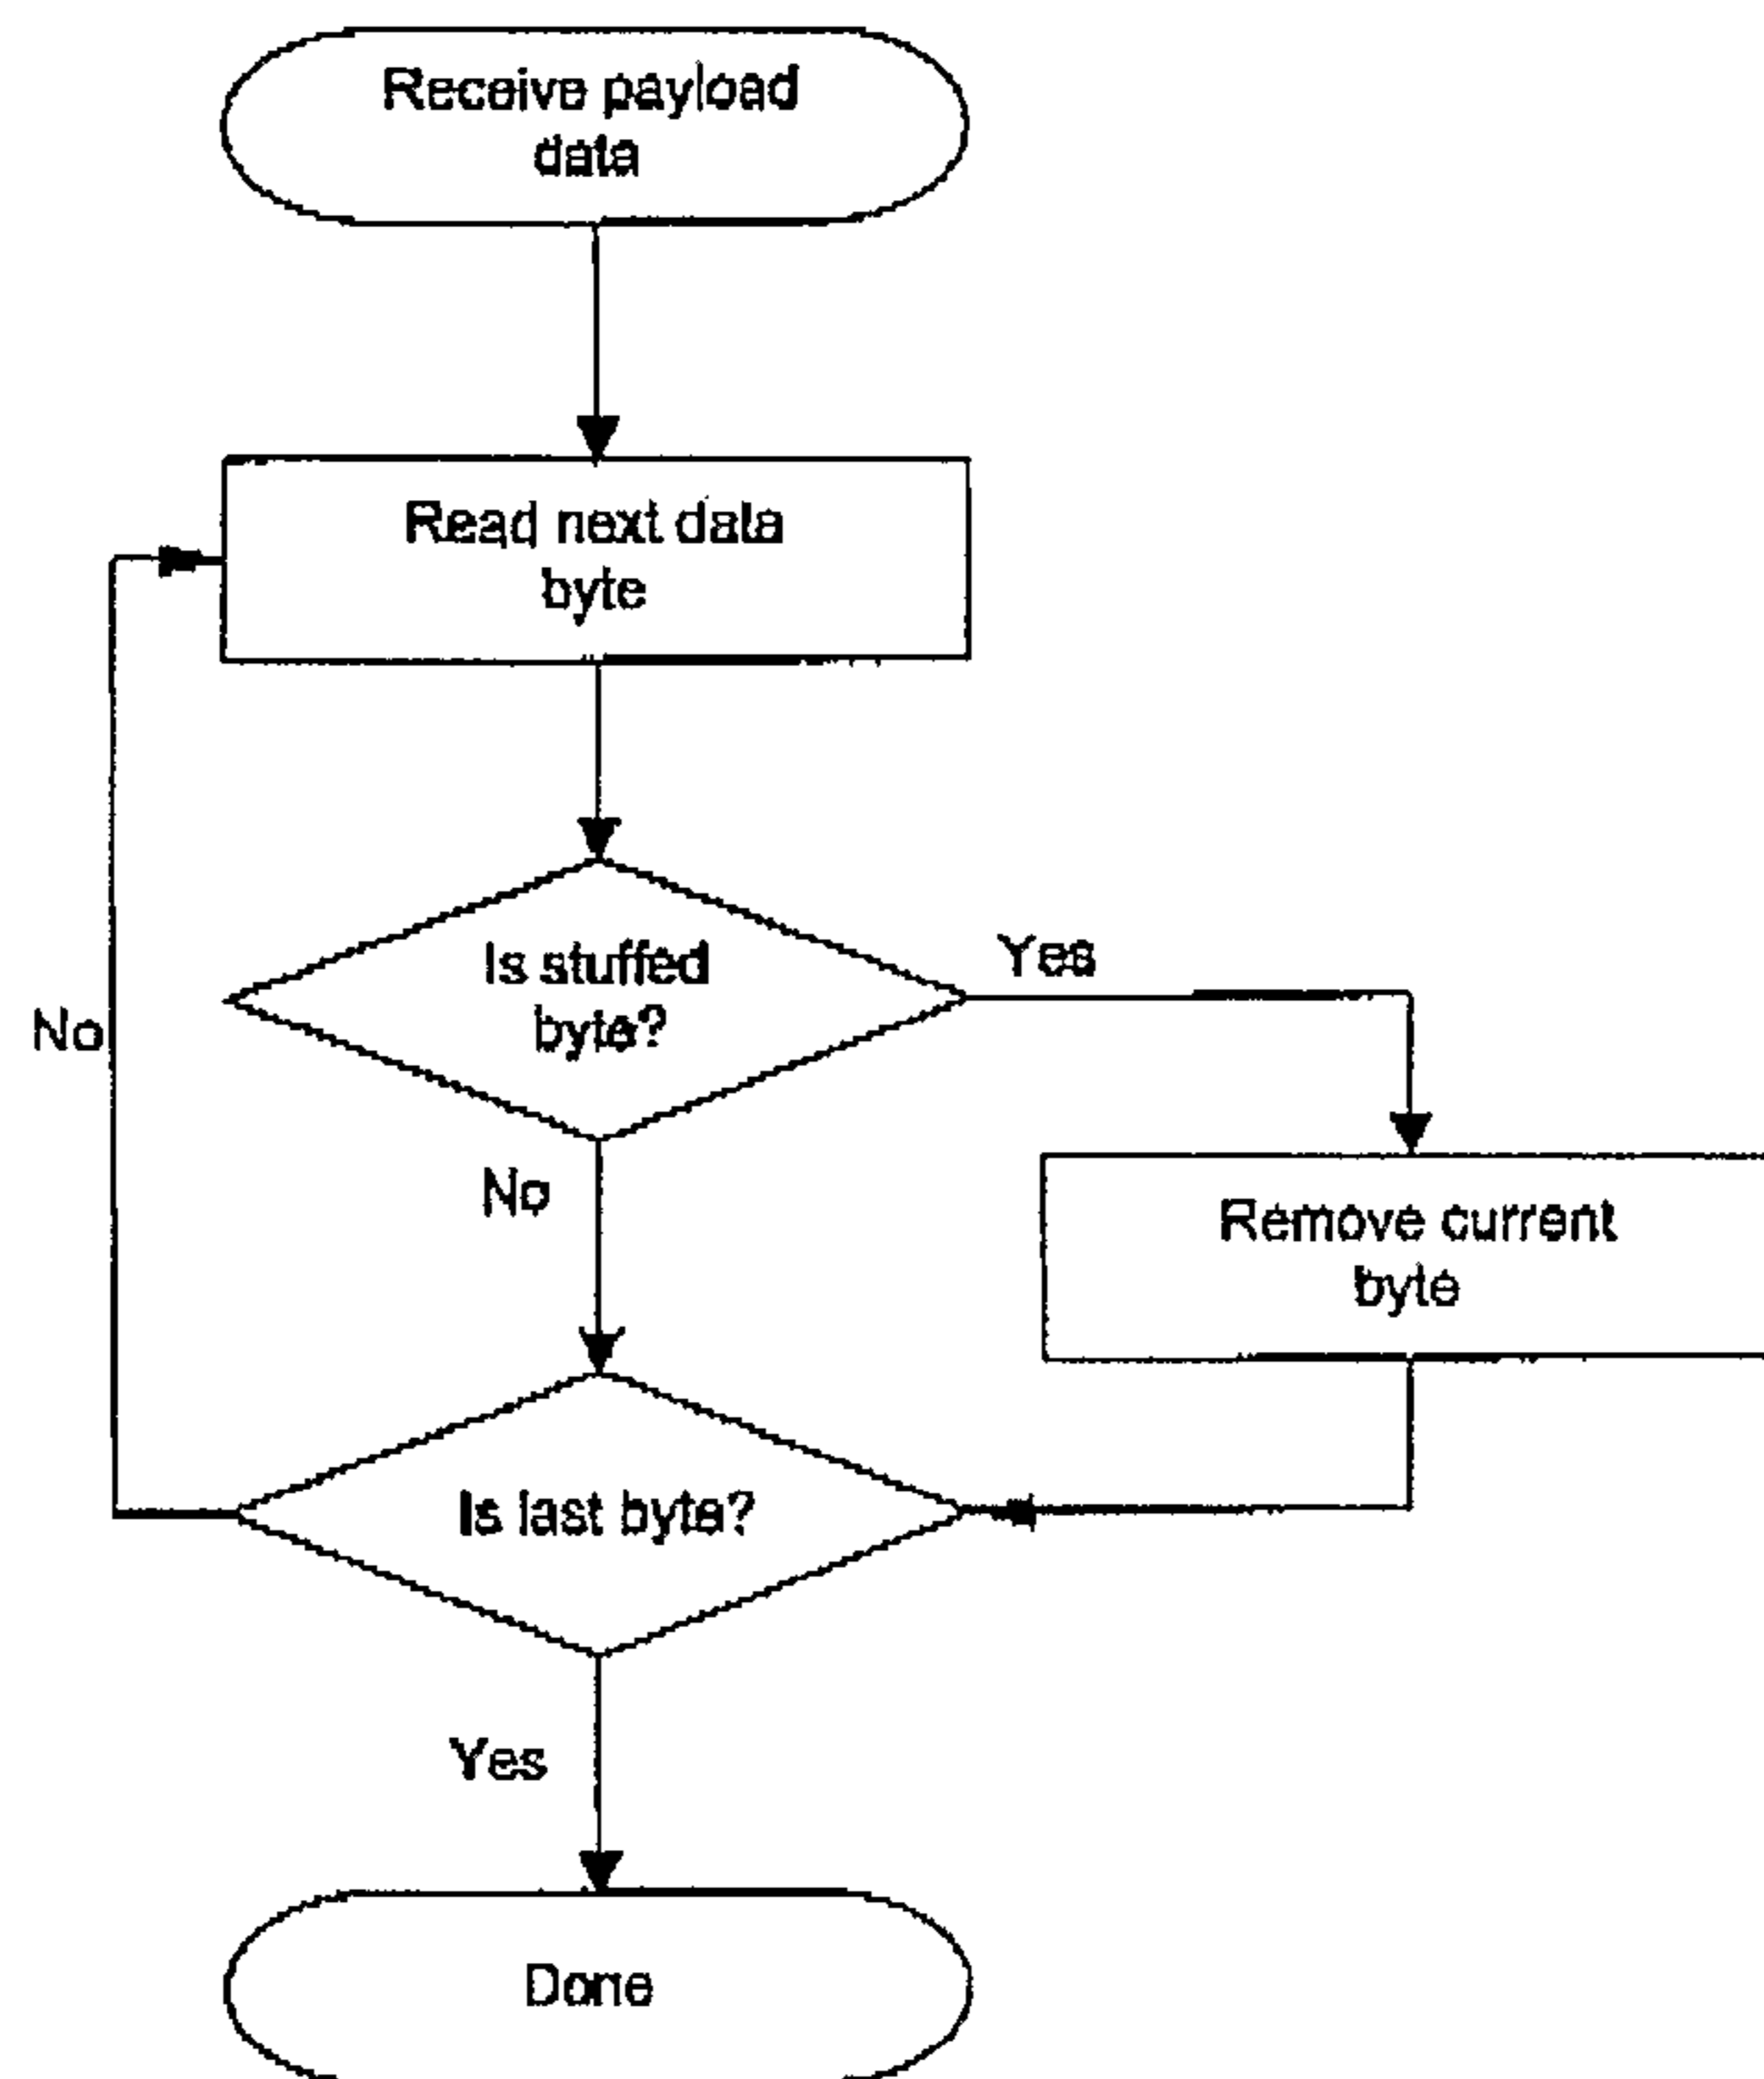 Receive payload
data
Read next data
byte
Is stuffed
byte?
Yes
No
No
Remove current
byte
Is last byte?
Yes
Done